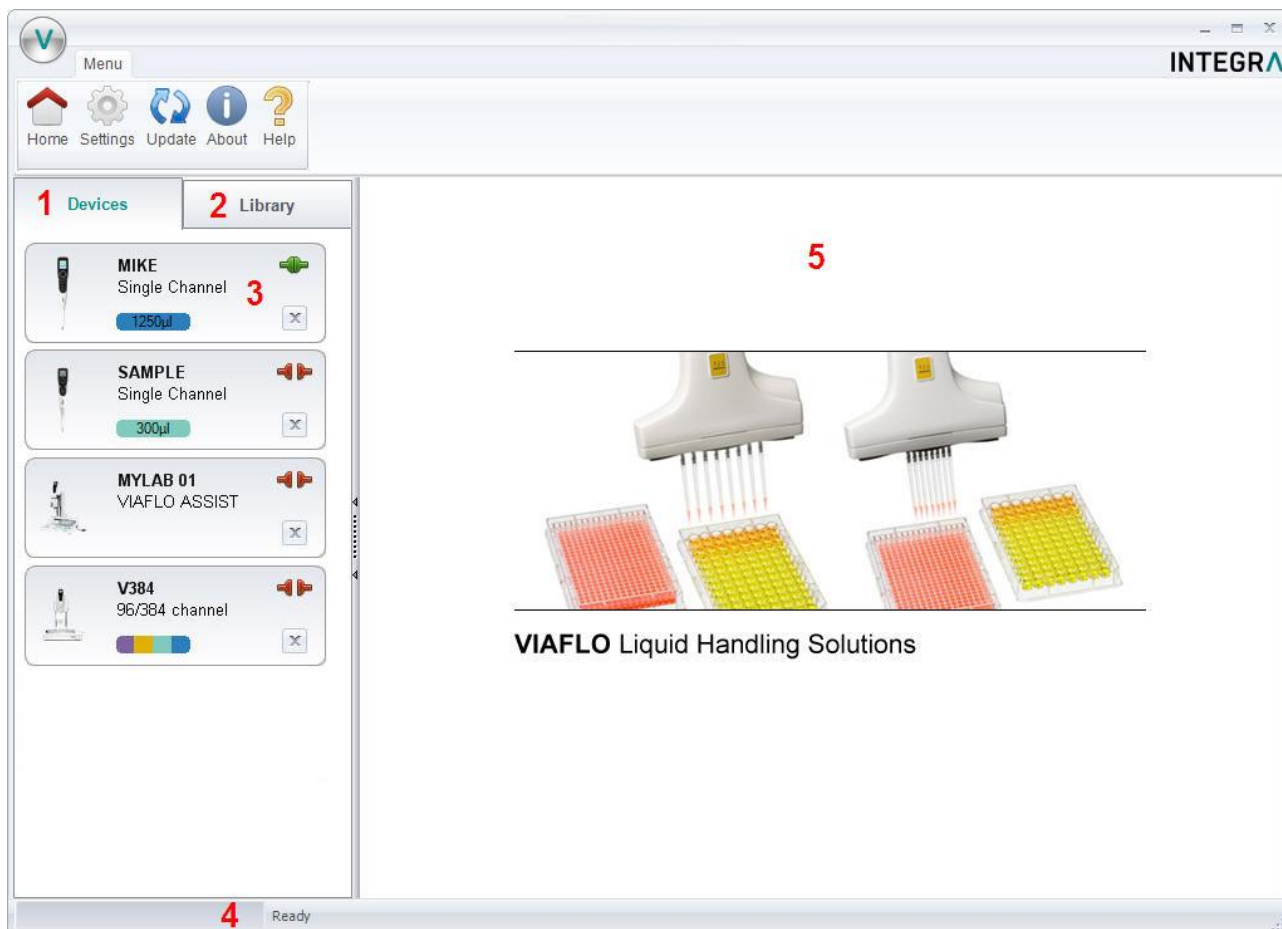 V
Menu
INTEGRA
Home Settings Update About Help
1 Devices
2 Library
MIKE
Single Channel
3
1250µl
SAMPLE
Single Channel
300µl
MYLAB 01
VIAFLO ASSIST
V384
96/384 channel
5
VIAFLO Liquid Handling Solutions
4 Ready